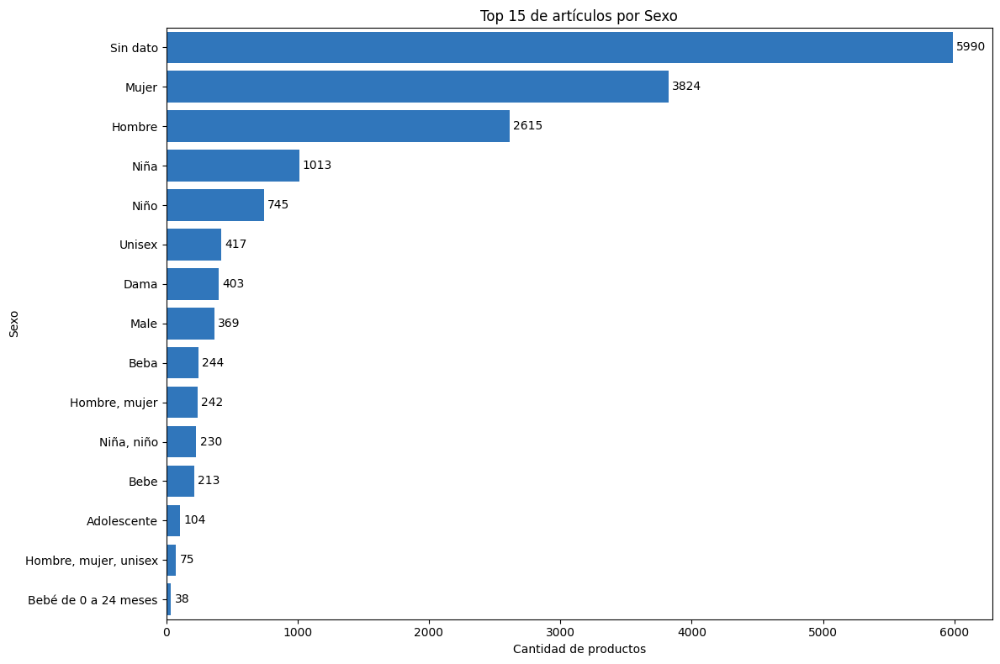 Top 15 de artículos por Sexo
Sin dato 5990
Mujer 3824
Hombre 2615
Niña 1013
Niño 745
Unisex 417
Dama 403
Male 369
Beba 244
Hombre, mujer 242
Niña, niño 230
Bebe 213
Adolescente 104
Hombre, mujer, unisex 75
Bebé de 0 a 24 meses 38
Sexo
0 1000 2000 3000 4000 5000 6000
Cantidad de productos